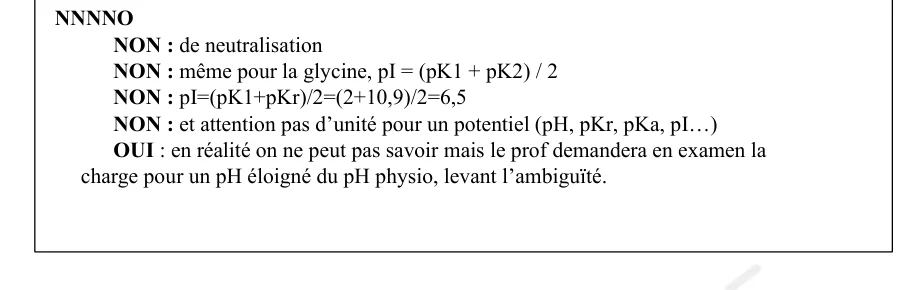 NNNNO
NON : de neutralisation
NON : même pour la glycine, pI = (pK1 + pK2) / 2
NON : pI=(pK1+pKr)/2=(2+10,9)/2=6,5
NON : et attention pas d’unité pour un potentiel (pH, pKr, pKa, pI…)
OUI : en réalité on ne peut pas savoir mais le prof demandera en examen la
charge pour un pH éloigné du pH physio, levant l’ambiguïté.